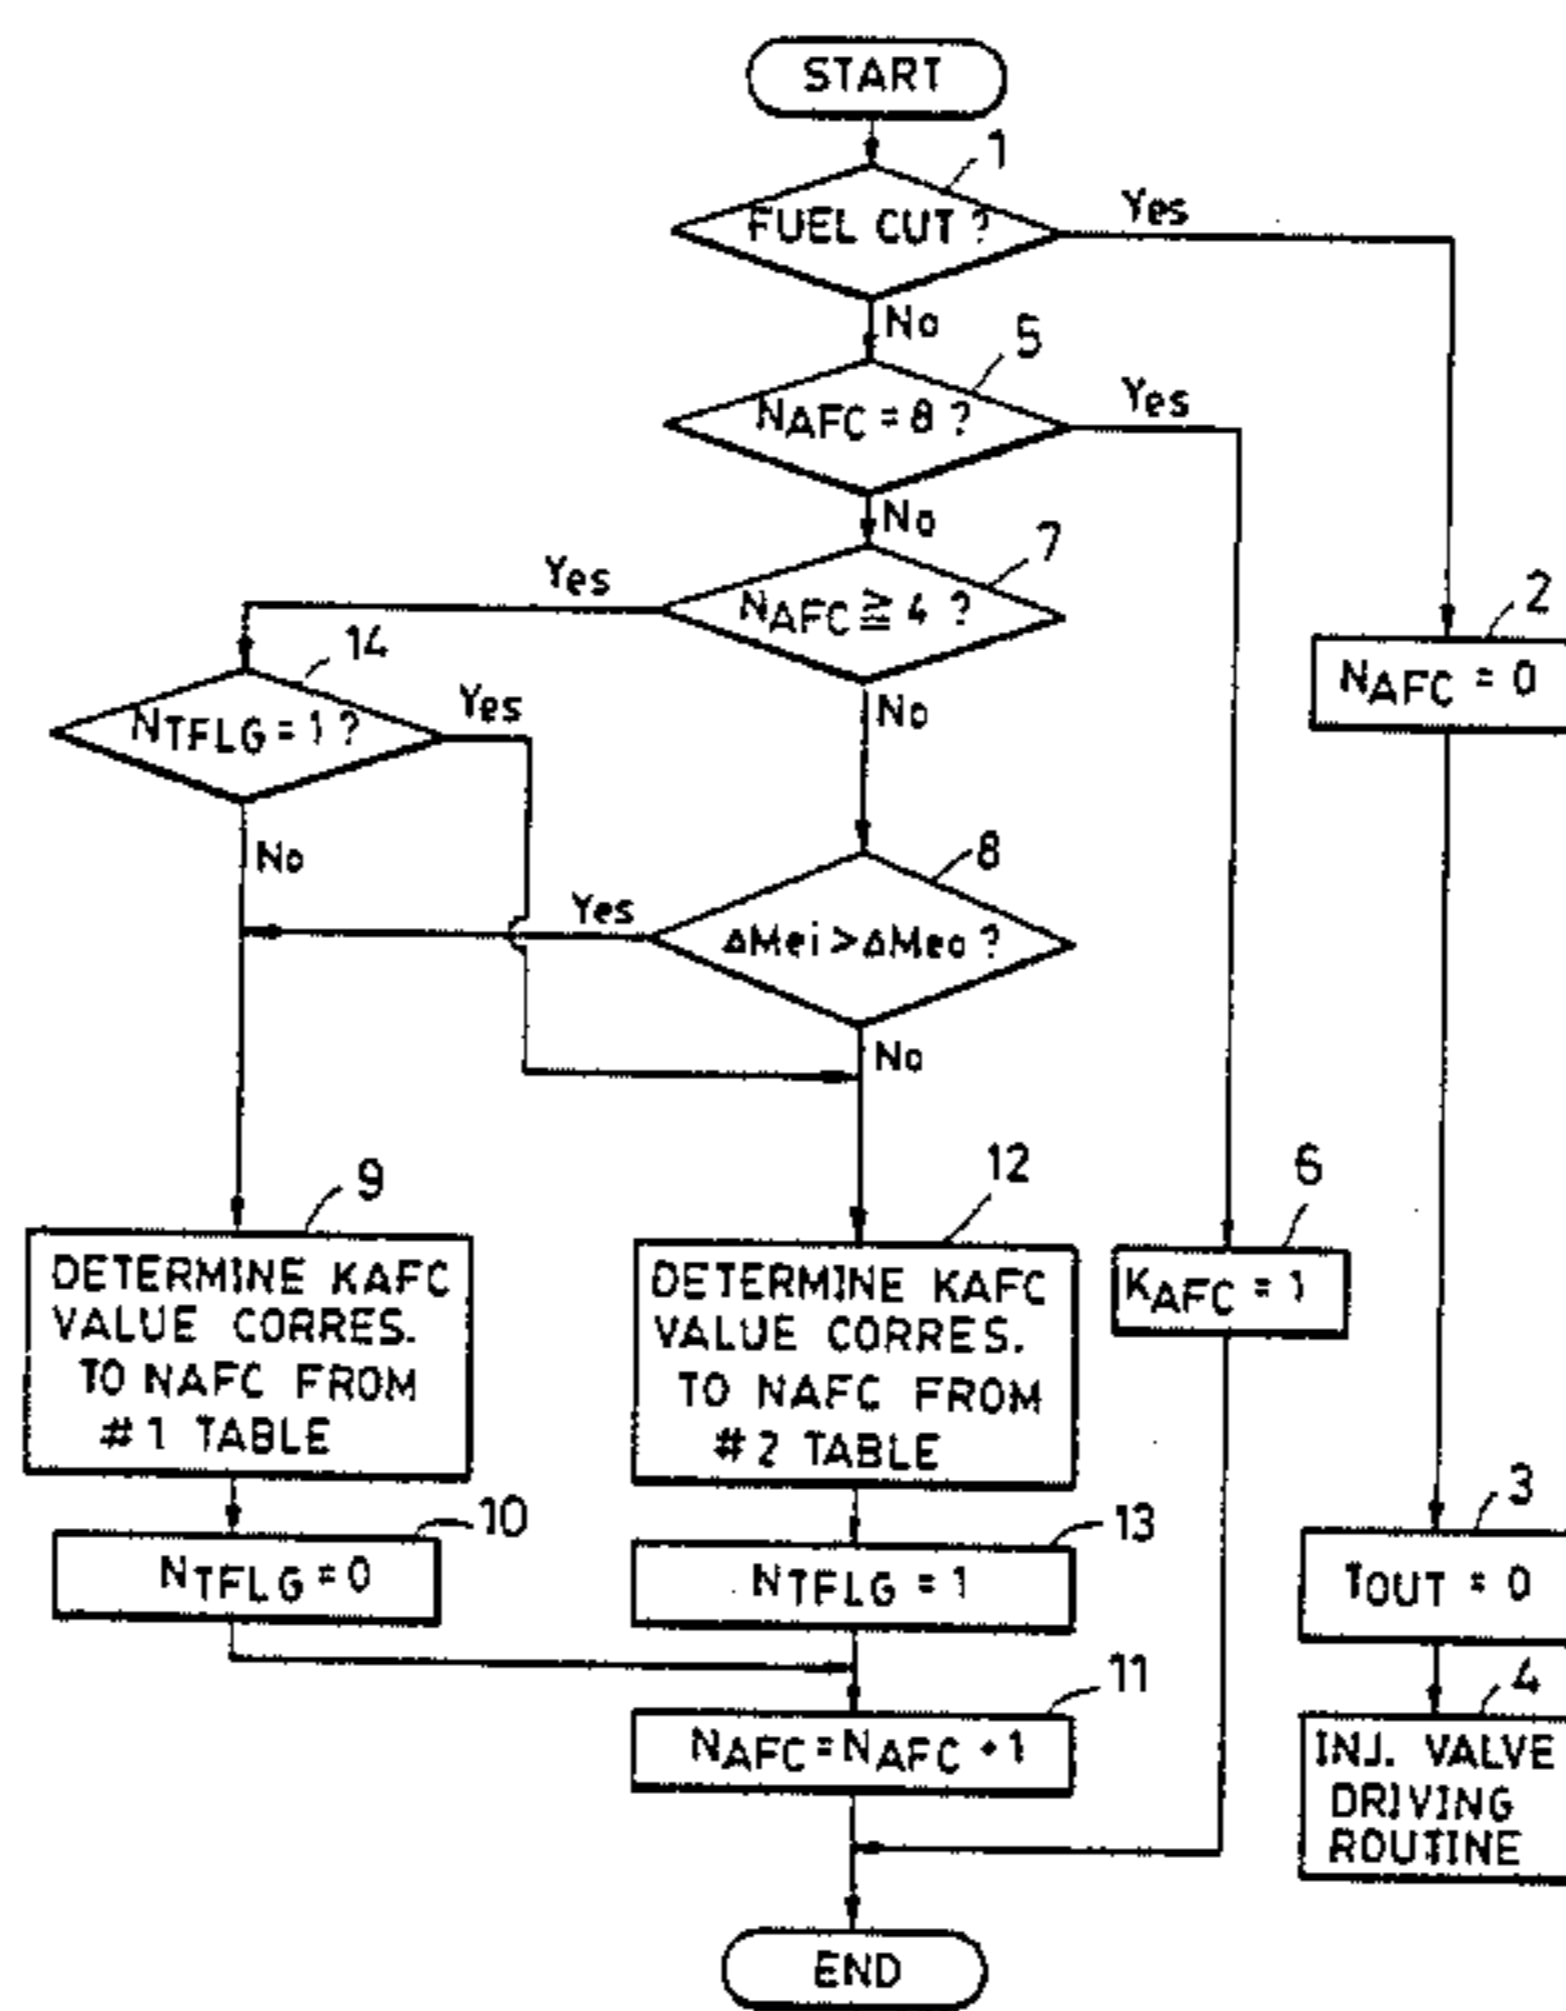 START
1
FUEL CUT ?
Yes
No
5
NAFC = 8 ?
Yes
No
7
Yes
NAFC ≧ 4 ?
2
NAFC = 0
14
NTFLG = 1 ?
Yes
No
No
8
Yes
ΔMei > ΔMeo ?
No
9
12
6
DETERMINE KAFC
VALUE CORRES.
TO NAFC FROM
# 1 TABLE
DETERMINE KAFC
VALUE CORRES.
TO NAFC FROM
# 2 TABLE
KAFC = 1
10
NTFLG = 0
13
NTFLG = 1
3
TOUT = 0
11
NAFC = NAFC + 1
4
INJ. VALVE
DRIVING
ROUTINE
END